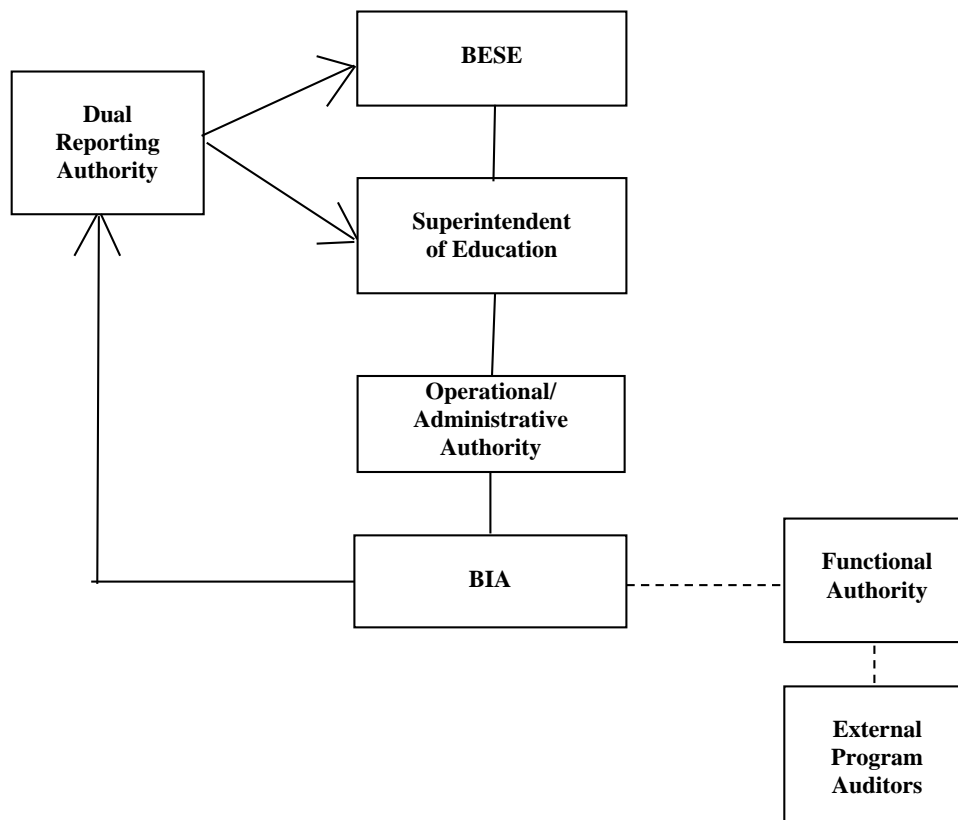 BESE
Dual
Reporting
Authority
Superintendent
of Education
Operational/
Administrative
Authority
BIA
Functional
Authority
External
Program
Auditors